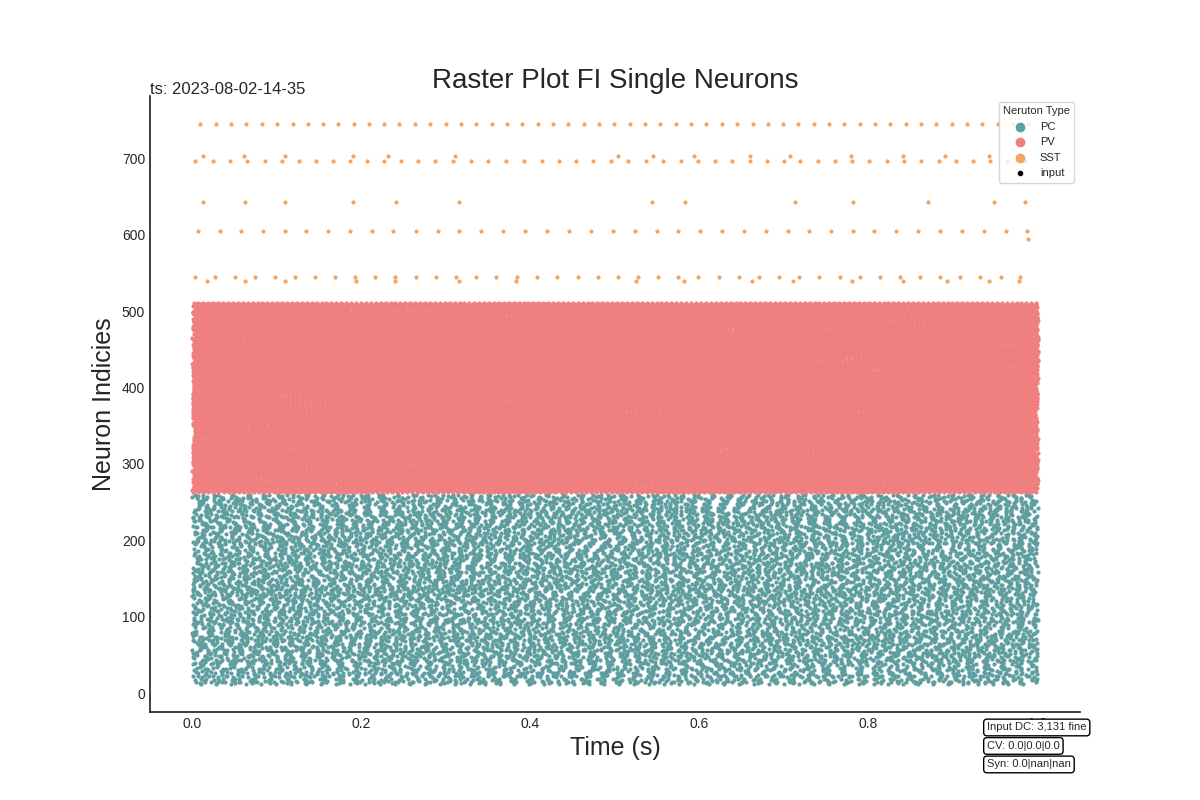 Raster Plot FI Single Neurons
ts: 2023-08-02-14-35
Neruton Type
PC
PV
SST
input
Neuron Indicies
700
600
500
400
300
200
100
0
0.0 0.2 0.4 0.6 0.8
Time (s)
Input DC: 3,131 fine
CV: 0.0|0.0|0.0
Syn: 0.0|nan|nan